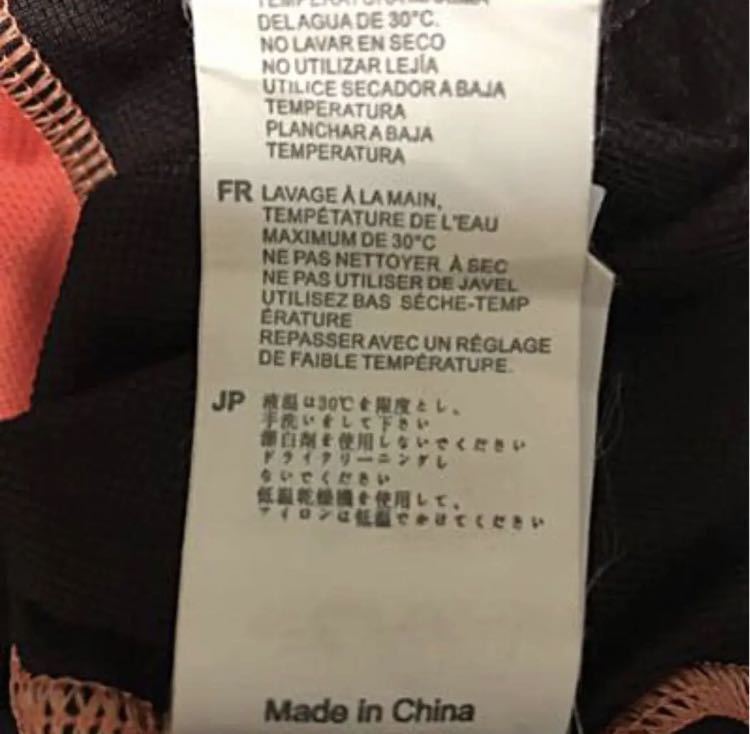 TEMPERATURA MÁXIMA
DEL AGUA DE 30°C.
NO LAVAR EN SECO
NO UTILIZAR LEJÍA
UTILICE SECADOR A BAJA
TEMPERATURA
PLANCHAR A BAJA
TEMPERATURA
FR LAVAGE À LA MAIN,
TEMPÉTATURE DE L'EAU
MAXIMUM DE 30°C
NE PAS NETTOYER À SEC
NE PAS UTILISER DE JAVEL
UTILISEZ BAS SÉCHE-TEMP
ÉRATURE
REPASSER AVEC UN RÉGLAGE
DE FAIBLE TEMPÉRATURE.
JP 液温は30℃を限度とし、
手洗いをして下さい
漂白剤を使用しないでください
ドライクリーニングし
ないでください
低温乾燥機を使用して、
アイロンは低温でかけてください
Made in China